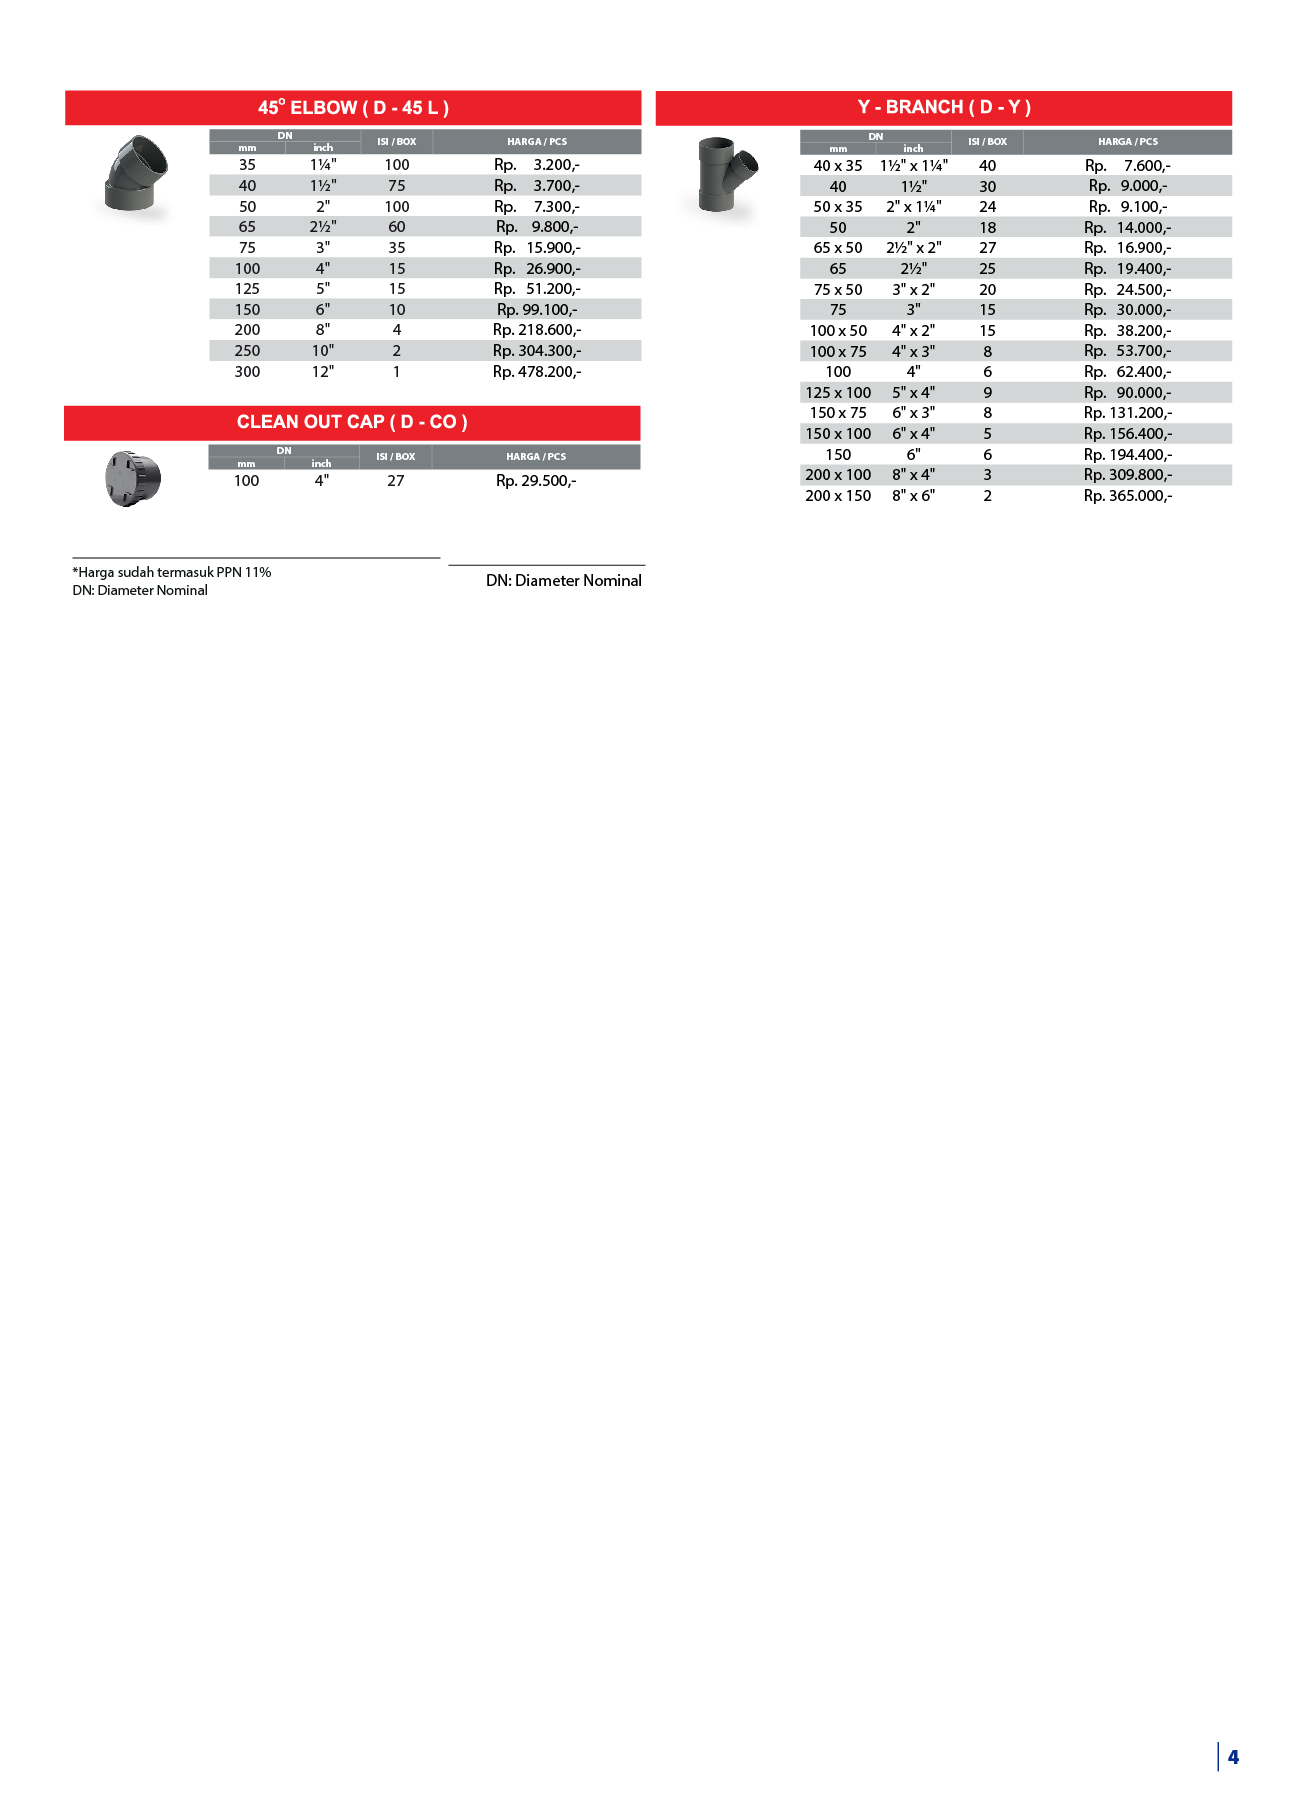 45° ELBOW ( D - 45 L )
DN ISI / BOX HARGA / PCS
mm inch
35 1¼" 100 Rp. 3.200,-
40 1½" 75 Rp. 3.700,-
50 2" 100 Rp. 7.300,-
65 2½" 60 Rp. 9.800,-
75 3" 35 Rp. 15.900,-
100 4" 15 Rp. 26.900,-
125 5" 15 Rp. 51.200,-
150 6" 10 Rp. 99.100,-
200 8" 4 Rp. 218.600,-
250 10" 2 Rp. 304.300,-
300 12" 1 Rp. 478.200,-
CLEAN OUT CAP ( D - CO )
DN ISI / BOX HARGA / PCS
mm inch
100 4" 27 Rp. 29.500,-
*Harga sudah termasuk PPN 11%
DN: Diameter Nominal
DN: Diameter Nominal
Y - BRANCH ( D - Y )
DN ISI / BOX HARGA / PCS
mm inch
40 x 35 1½" x 1¼" 40 Rp. 7.600,-
40 1½" 30 Rp. 9.000,-
50 x 35 2" x 1¼" 24 Rp. 9.100,-
50 2" 18 Rp. 14.000,-
65 x 50 2½" x 2" 27 Rp. 16.900,-
65 2½" 25 Rp. 19.400,-
75 x 50 3" x 2" 20 Rp. 24.500,-
75 3" 15 Rp. 30.000,-
100 x 50 4" x 2" 15 Rp. 38.200,-
100 x 75 4" x 3" 8 Rp. 53.700,-
100 4" 6 Rp. 62.400,-
125 x 100 5" x 4" 9 Rp. 90.000,-
150 x 75 6" x 3" 8 Rp. 131.200,-
150 x 100 6" x 4" 5 Rp. 156.400,-
150 6" 6 Rp. 194.400,-
200 x 100 8" x 4" 3 Rp. 309.800,-
200 x 150 8" x 6" 2 Rp. 365.000,-
4